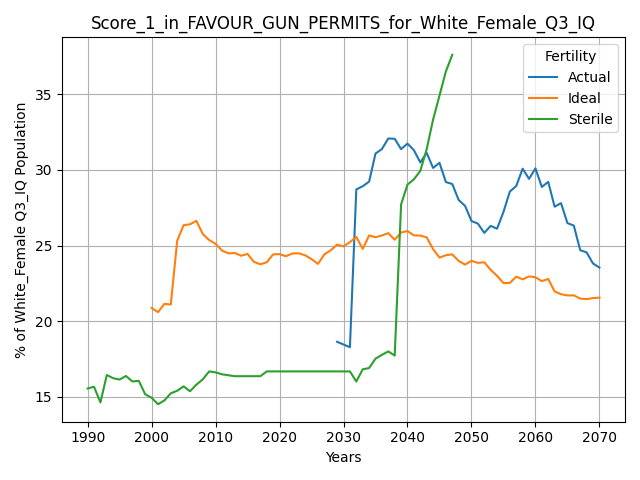 Score_1_in_FAVOUR_GUN_PERMITS_for_White_Female_Q3_IQ
% of White_Female Q3_IQ Population
35
30
25
20
15
Fertility
Actual
Ideal
Sterile
1990 2000 2010 2020 2030 2040 2050 2060 2070
Years